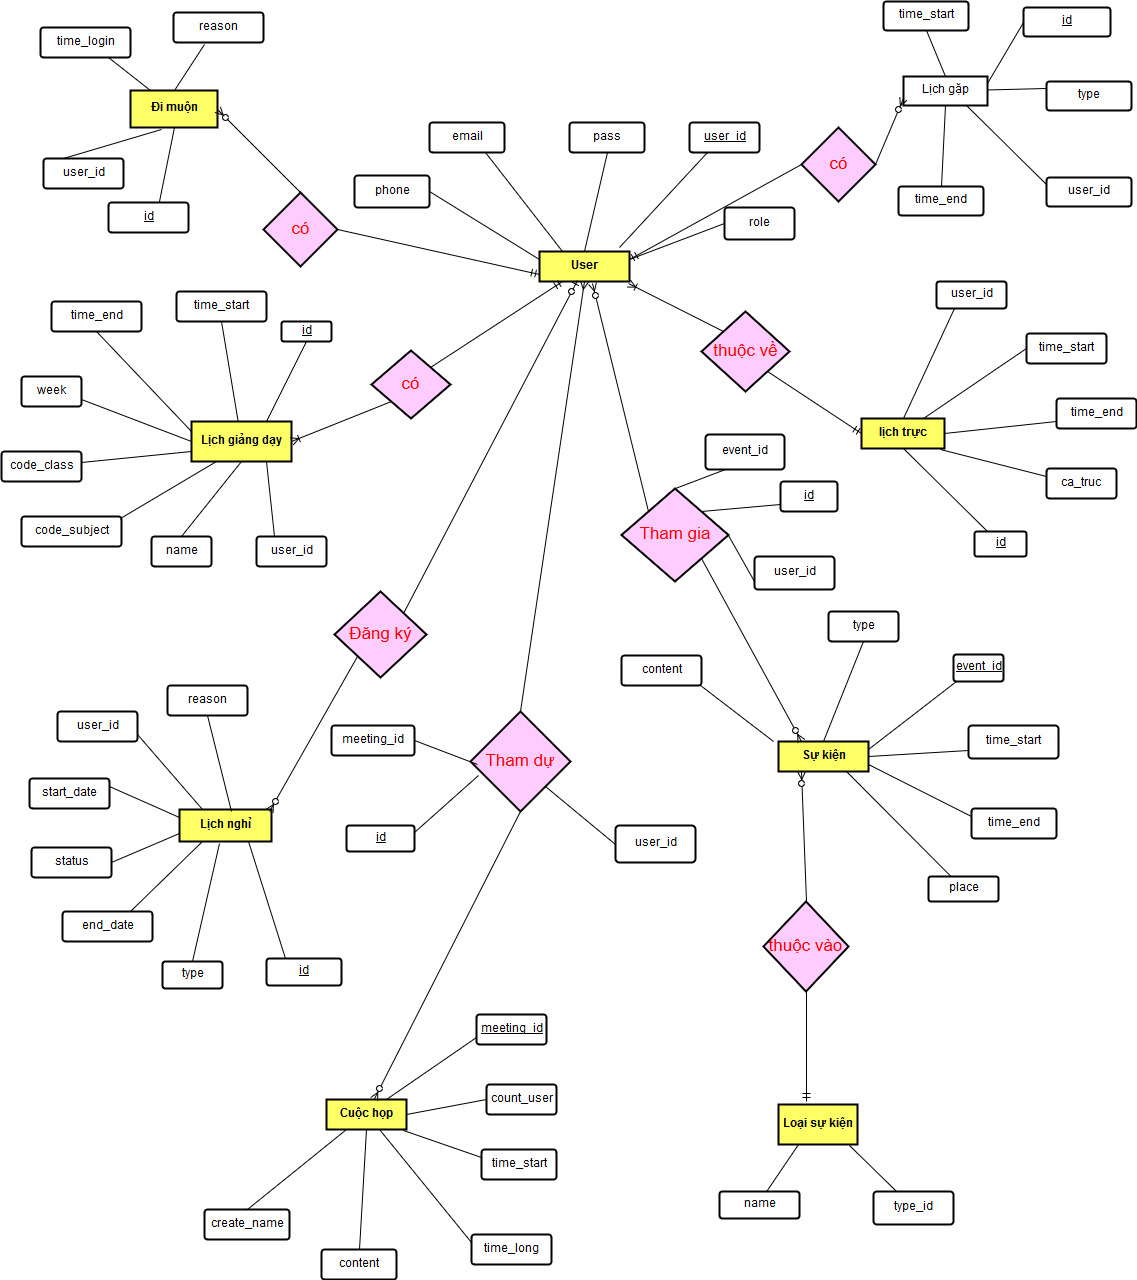 time_start
id
reason
time_login
Lịch gặp
type
Đi muộn
email
pass
user_id
có
user_id
phone
user_id
time_end
id
role
có
User
user_id
time_end
time_start
id
thuộc về
time_start
week
có
time_end
Lịch giảng dạy
lịch trực
event_id
code_class
ca_truc
id
code_subject
Tham gia
name
user_id
id
user_id
Đăng ký
type
content
event_id
reason
user_id
meeting_id
time_start
Tham dự
Sự kiện
start_date
Lịch nghỉ
time_end
id
user_id
status
place
end_date
thuộc vào
type
id
meeting_id
count_user
Cuộc họp
Loại sự kiện
time_start
name
type_id
create_name
time_long
content